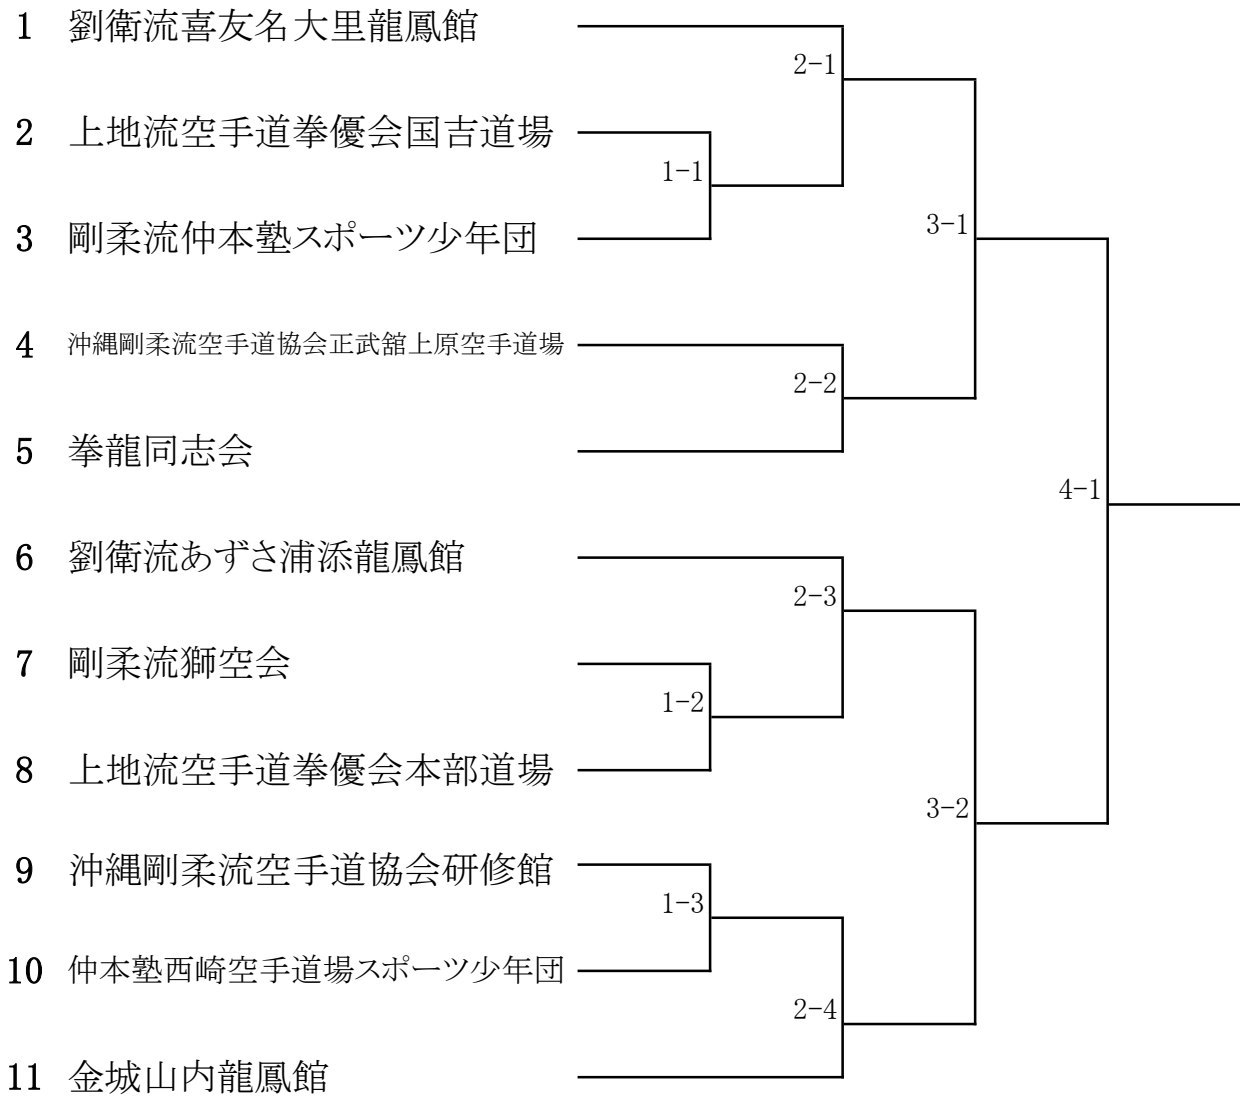 1 劉衛流喜友名大里龍鳳館
2-1
2 上地流空手道拳優会国吉道場
1-1
3 剛柔流仲本塾スポーツ少年団
3-1
4 沖縄剛柔流空手道協会正武舘上原空手道場
2-2
5 拳龍同志会
4-1
6 劉衛流あずさ浦添龍鳳館
2-3
7 剛柔流獅空会
1-2
8 上地流空手道拳優会本部道場
3-2
9 沖縄剛柔流空手道協会研修館
1-3
10 仲本塾西崎空手道場スポーツ少年団
2-4
11 金城山内龍鳳館